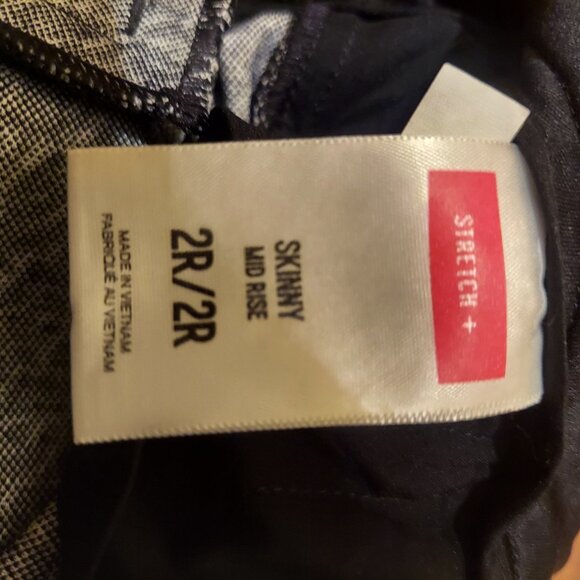 STRETCH +
SKINNY
MID RISE
2R/2R
MADE IN VIETNAM
FABRIQUÉ AU VIETNAM